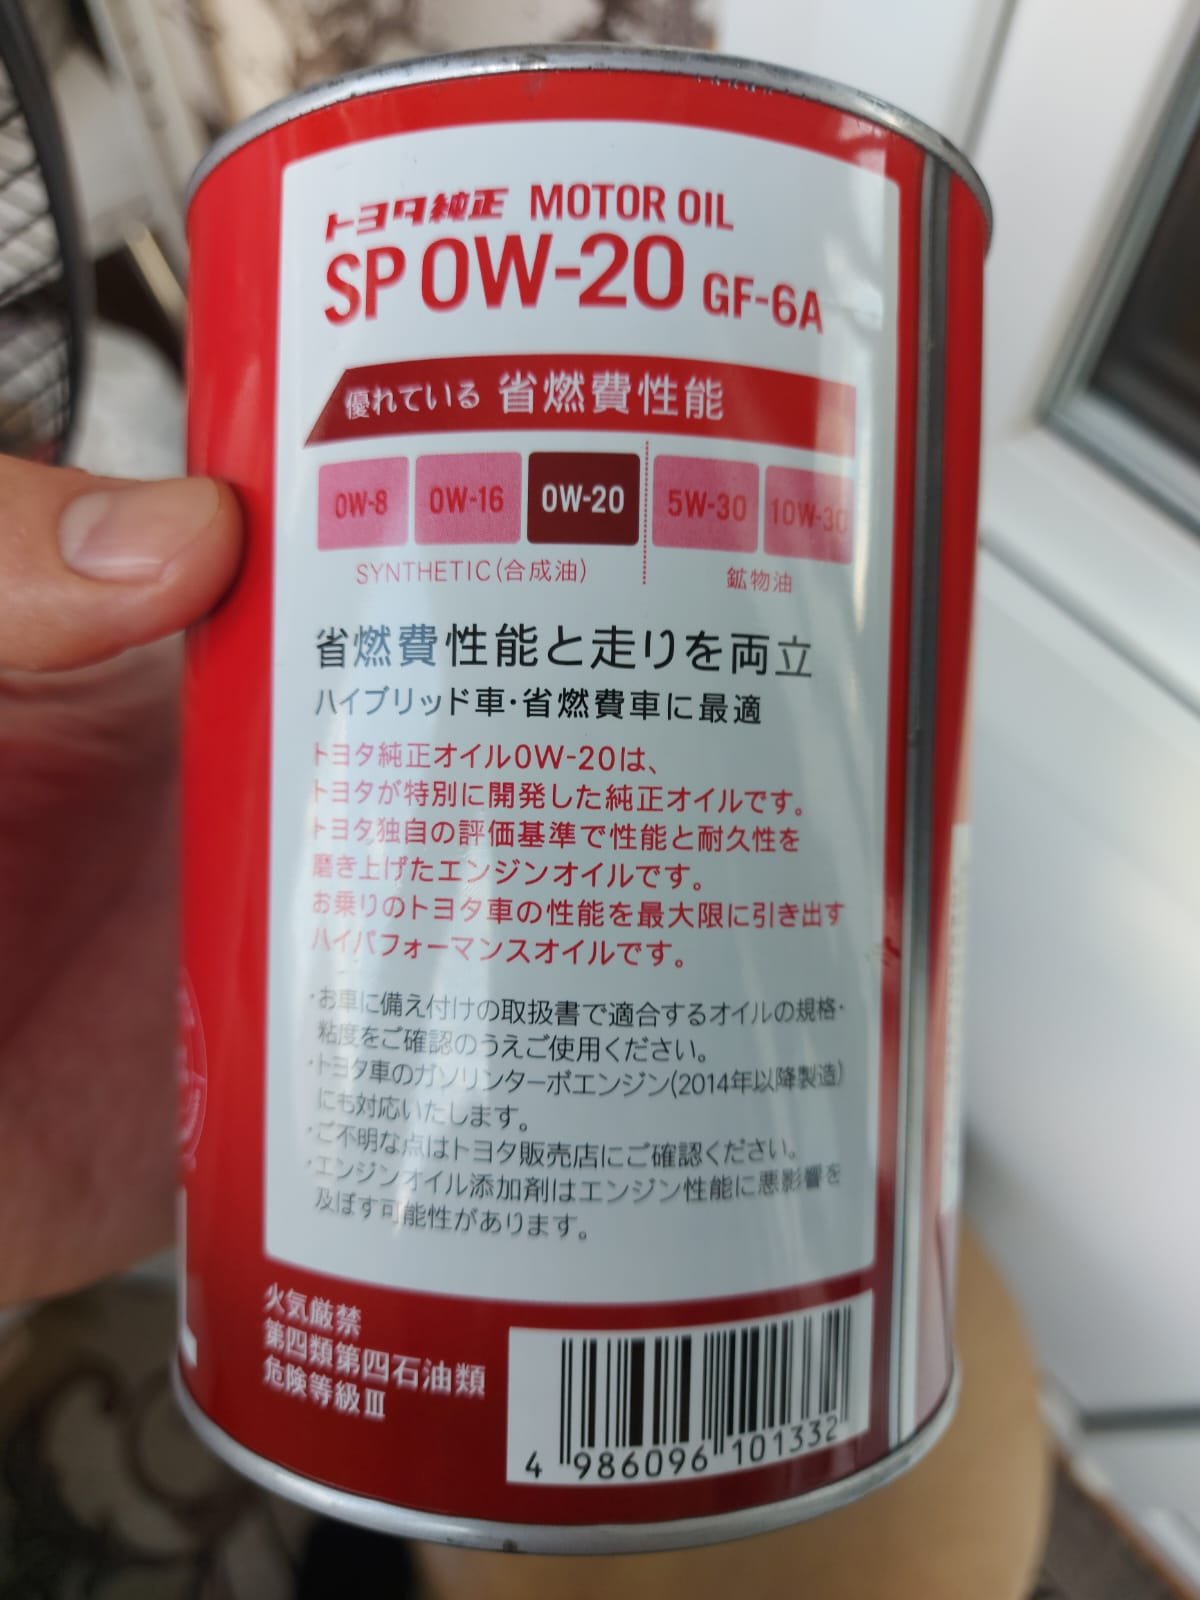 トヨタ純正 MOTOR OIL
SP 0W-20 GF-6A
優れている 省燃費性能
0W-8 0W-16 0W-20 5W-30 10W-30
SYNTHETIC(合成油) 鉱物油
省燃費性能と走りを両立
ハイブリッド車・省燃費車に最適
トヨタ純正オイル0W-20は、
トヨタが特別に開発した純正オイルです。
トヨタ独自の評価基準で性能と耐久性を
磨き上げたエンジンオイルです。
お乗りのトヨタ車の性能を最大限に引き出す
ハイパフォーマンスオイルです。
・お車に備え付けの取扱書で適合するオイルの規格・
粘度をご確認のうえご使用ください。
・トヨタ車のガソリンターボエンジン(2014年以降製造)
にも対応いたします。
・ご不明な点はトヨタ販売店にご確認ください。
・エンジンオイル添加剤はエンジン性能に悪影響を
及ぼす可能性があります。
火気厳禁
第四類第四石油類
危険等級Ⅲ
4 986096 101332